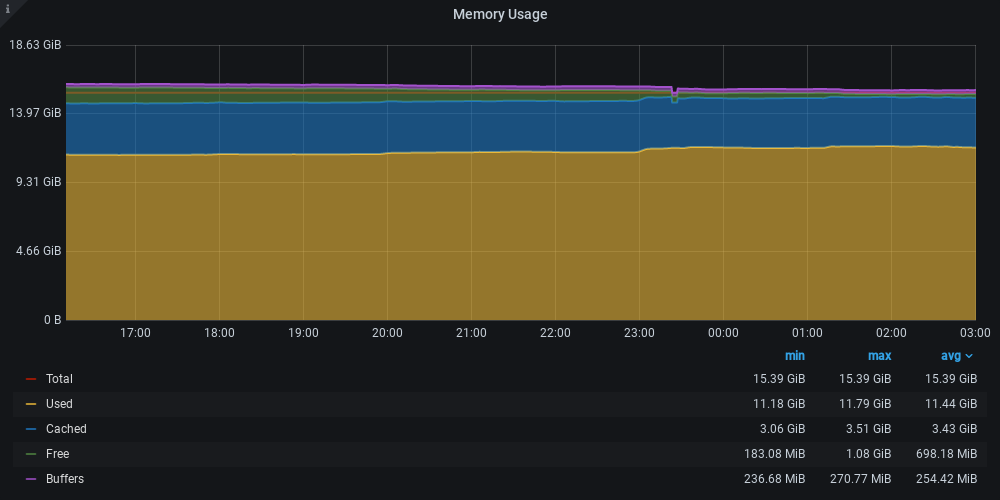 i
Memory Usage
18.63 GiB
13.97 GiB
9.31 GiB
4.66 GiB
0 B
17:00 18:00 19:00 20:00 21:00 22:00 23:00 00:00 01:00 02:00 03:00
min max avg
Total 15.39 GiB 15.39 GiB 15.39 GiB
Used 11.18 GiB 11.79 GiB 11.44 GiB
Cached 3.06 GiB 3.51 GiB 3.43 GiB
Free 183.08 MiB 1.08 GiB 698.18 MiB
Buffers 236.68 MiB 270.77 MiB 254.42 MiB